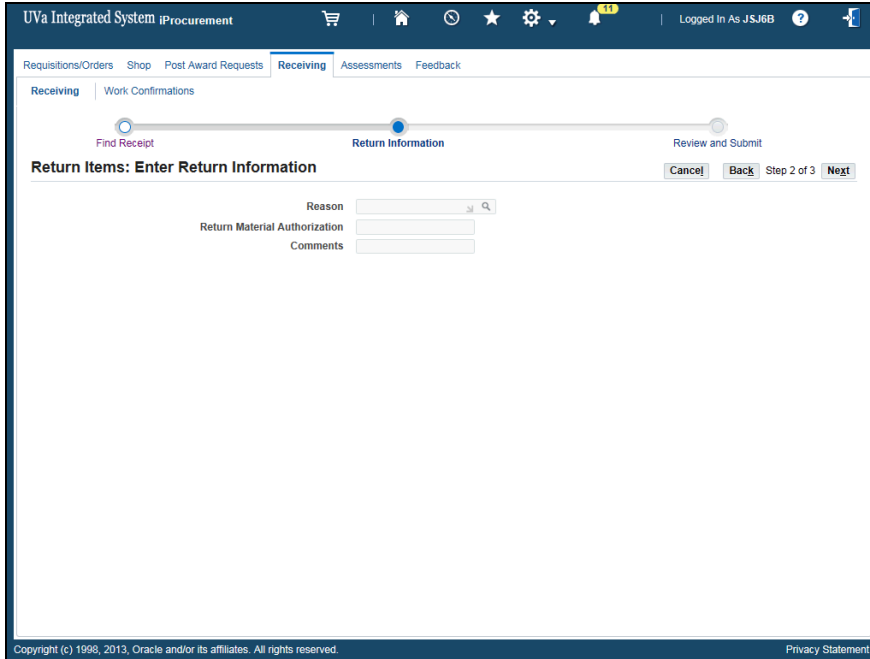 UVa Integrated System iProcurement | 11 | Logged In As JSJ6B ?
Requisitions/Orders Shop Post Award Requests Receiving Assessments Feedback
Receiving Work Confirmations
Find Receipt Return Information Review and Submit
Return Items: Enter Return Information Cancel Back Step 2 of 3 Next
Reason
Return Material Authorization
Comments
Copyright (c) 1998, 2013, Oracle and/or its affiliates. All rights reserved. Privacy Statement